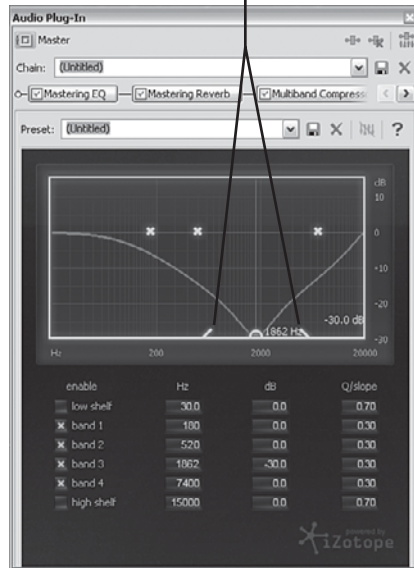 Audio Plug-In
Master
Chain: (Untitled)
Mastering EQ Mastering Reverb Multiband Compress
Preset: (Untitled) ?
dB
10
0
-10
-20
-30.0 dB
1862 Hz
-30
Hz 200 2000 20000
enable Hz dB Q/slope
low shelf 30.0 0.0 0.70
band 1 180 0.0 0.30
band 2 520 0.0 0.30
band 3 1862 -30.0 0.30
band 4 7400 0.0 0.30
high shelf 15000 0.0 0.70
powered by
iZotope